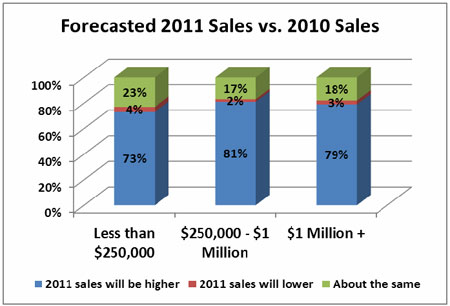 Forecasted 2011 Sales vs. 2010 Sales
100%
80%
60%
40%
20%
0%
23%
4%
73%
17%
2%
81%
18%
3%
79%
Less than
$250,000
$250,000 - $1
Million
$1 Million +
2011 sales will be higher
2011 sales will lower
About the same